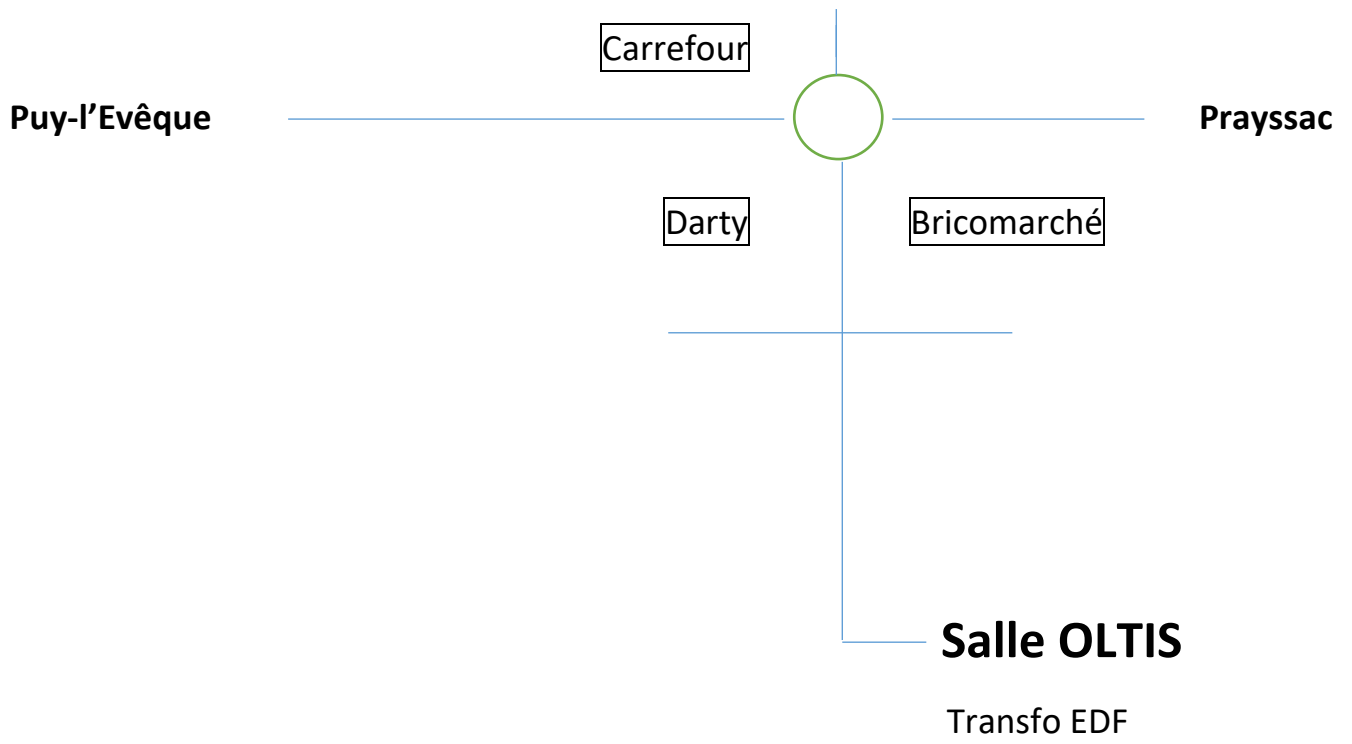 Carrefour
Puy-l’Evêque
Prayssac
Darty
Bricomarché
Salle OLTIS
Transfo EDF